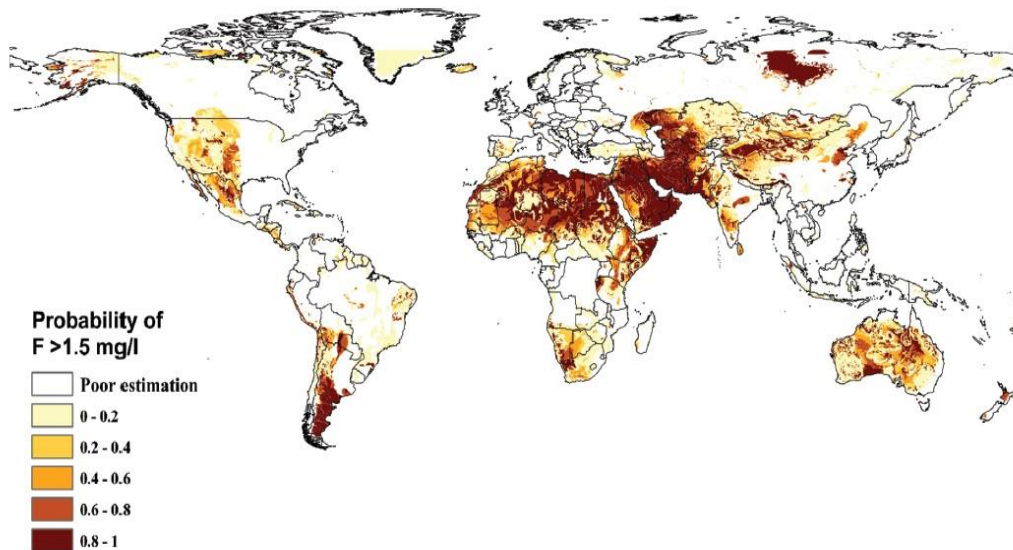 Probability of
F >1.5 mg/l
Poor estimation
0 - 0.2
0.2 - 0.4
0.4 - 0.6
0.6 - 0.8
0.8 - 1